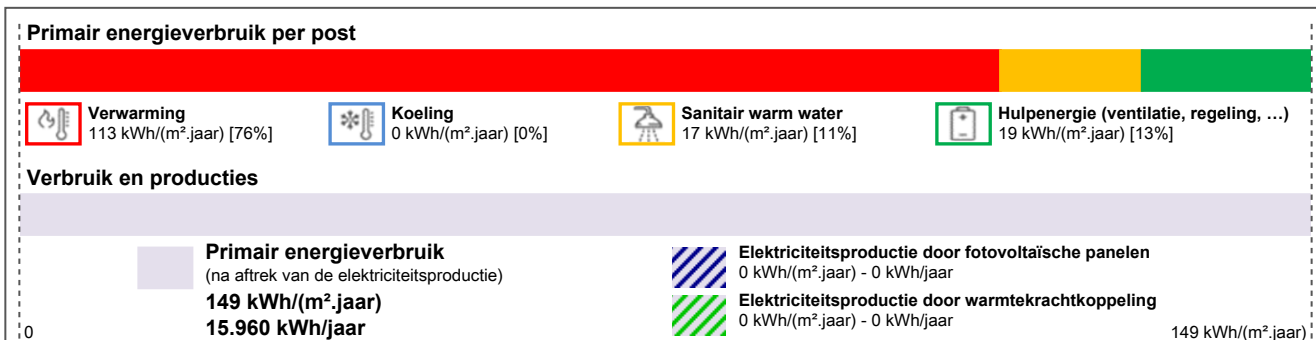 Primair energieverbruik per post
Verwarming
113 kWh/(m².jaar) [76%]
Koeling
0 kWh/(m².jaar) [0%]
Sanitair warm water
17 kWh/(m².jaar) [11%]
Hulpenergie (ventilatie, regeling, …)
19 kWh/(m².jaar) [13%]
Verbruik en producties
Primair energieverbruik
(na aftrek van de elektriciteitsproductie)
149 kWh/(m².jaar)
15.960 kWh/jaar
Elektriciteitsproductie door fotovoltaïsche panelen
0 kWh/(m².jaar) - 0 kWh/jaar
Elektriciteitsproductie door warmtekrachtkoppeling
0 kWh/(m².jaar) - 0 kWh/jaar
0
149 kWh/(m².jaar)